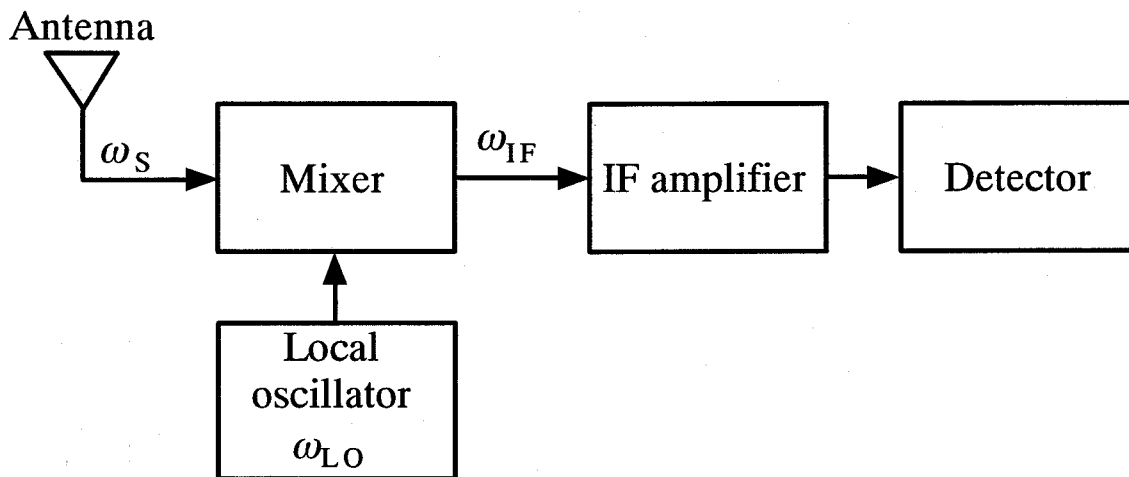 Antenna
ω_S
Mixer
ω_IF
IF amplifier
Detector
Local
oscillator
ω_LO